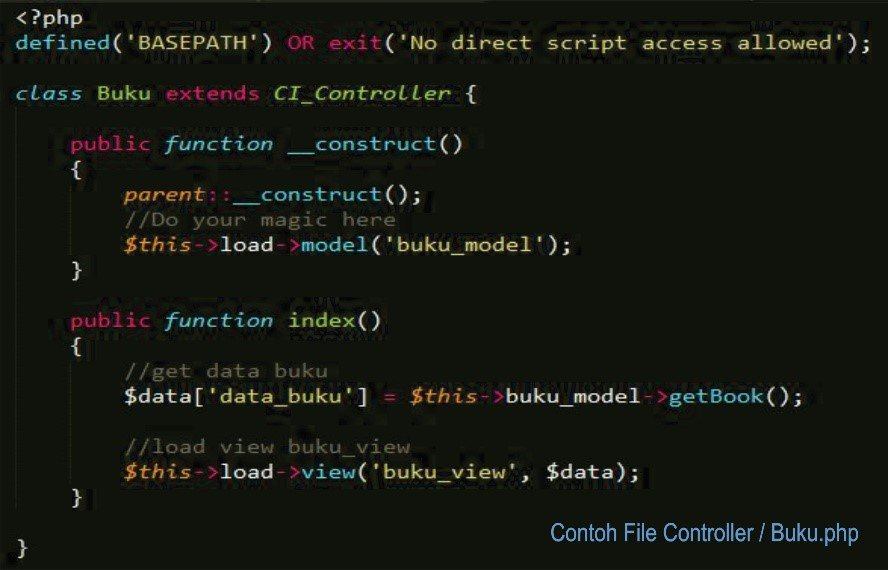 <?php
defined('BASEPATH') OR exit('No direct script access allowed');
class Buku extends CI_Controller {
public function __construct()
{
parent::__construct();
//Do your magic here
$this->load->model('buku_model');
}
public function index()
{
//get data buku
$data['data_buku'] = $this->buku_model->getBook();
//load view buku_view
$this->load->view('buku_view', $data);
}
}
Contoh File Controller / Buku.php